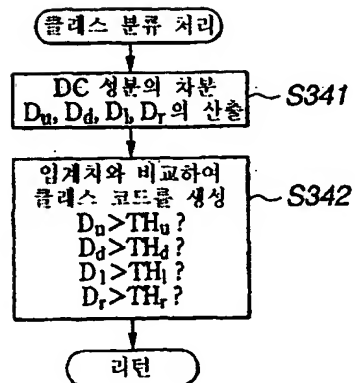 클래스 분류 처리
DC 성분의 차분
Du, Dd, Dl, Dr의 산출
S341
임계치와 비교하여
클래스 코드를 생성
Du>THu?
Dd>THd?
Dl>THl?
Dr>THr?
S342
리턴